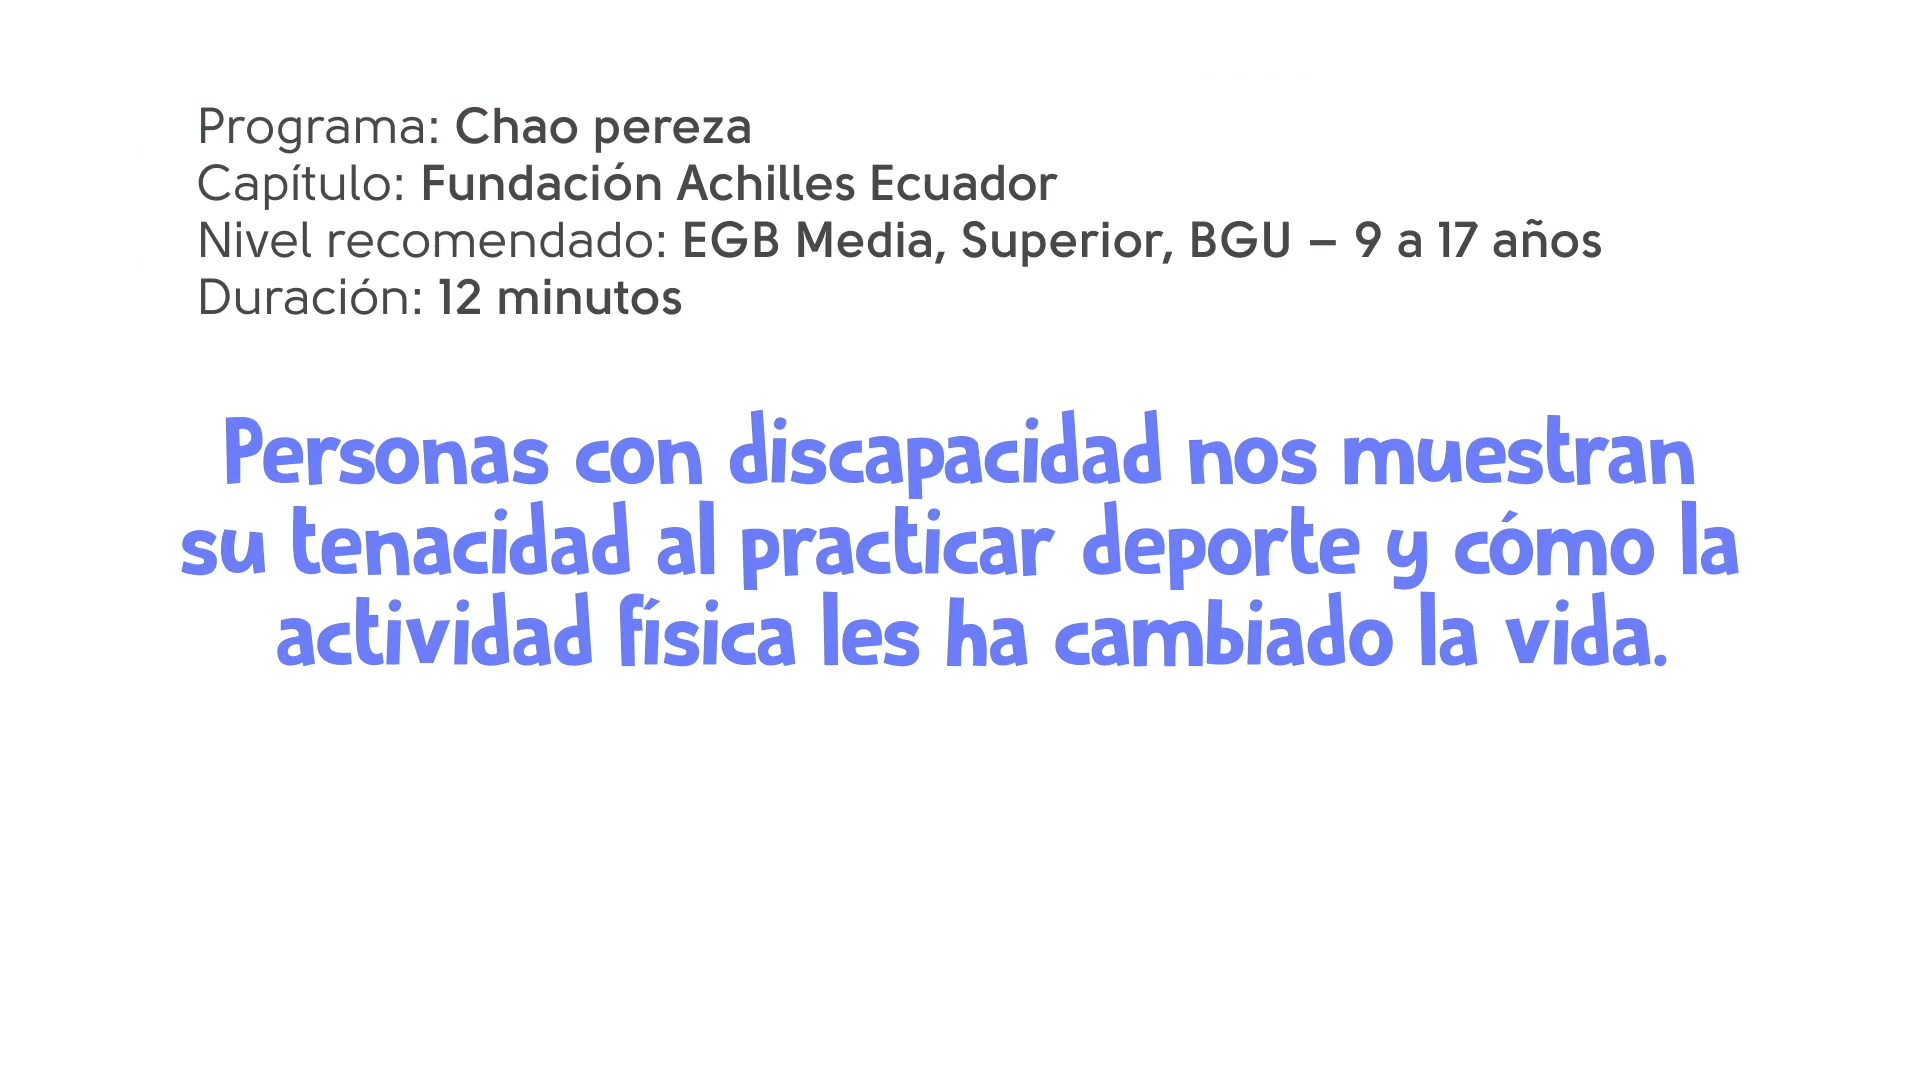 Programa: Chao pereza
Capítulo: Fundación Achilles Ecuador
Nivel recomendado: EGB Media, Superior, BGU – 9 a 17 años
Duración: 12 minutos
Personas con discapacidad nos muestran
su tenacidad al practicar deporte y cómo la
actividad física les ha cambiado la vida.